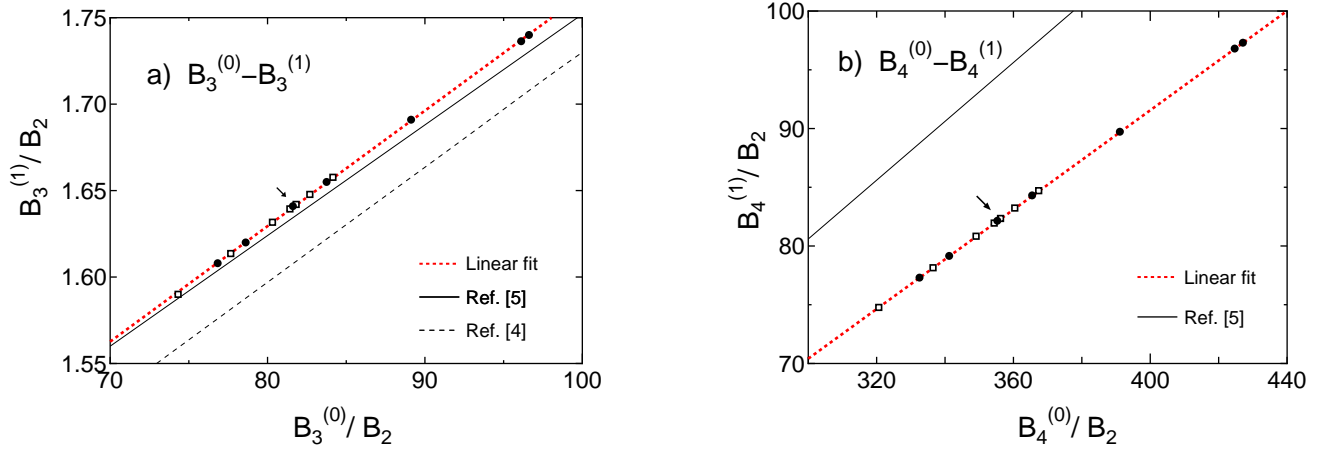 1.75
1.70
1.65
1.60
1.55
B₃⁽¹⁾/ B₂
a) B₃⁽⁰⁾–B₃⁽¹⁾
Linear fit
Ref. [5]
Ref. [4]
70 80 90 100
B₃⁽⁰⁾/ B₂
100
90
80
70
B₄⁽¹⁾/ B₂
b) B₄⁽⁰⁾–B₄⁽¹⁾
Linear fit
Ref. [5]
320 360 400 440
B₄⁽⁰⁾/ B₂